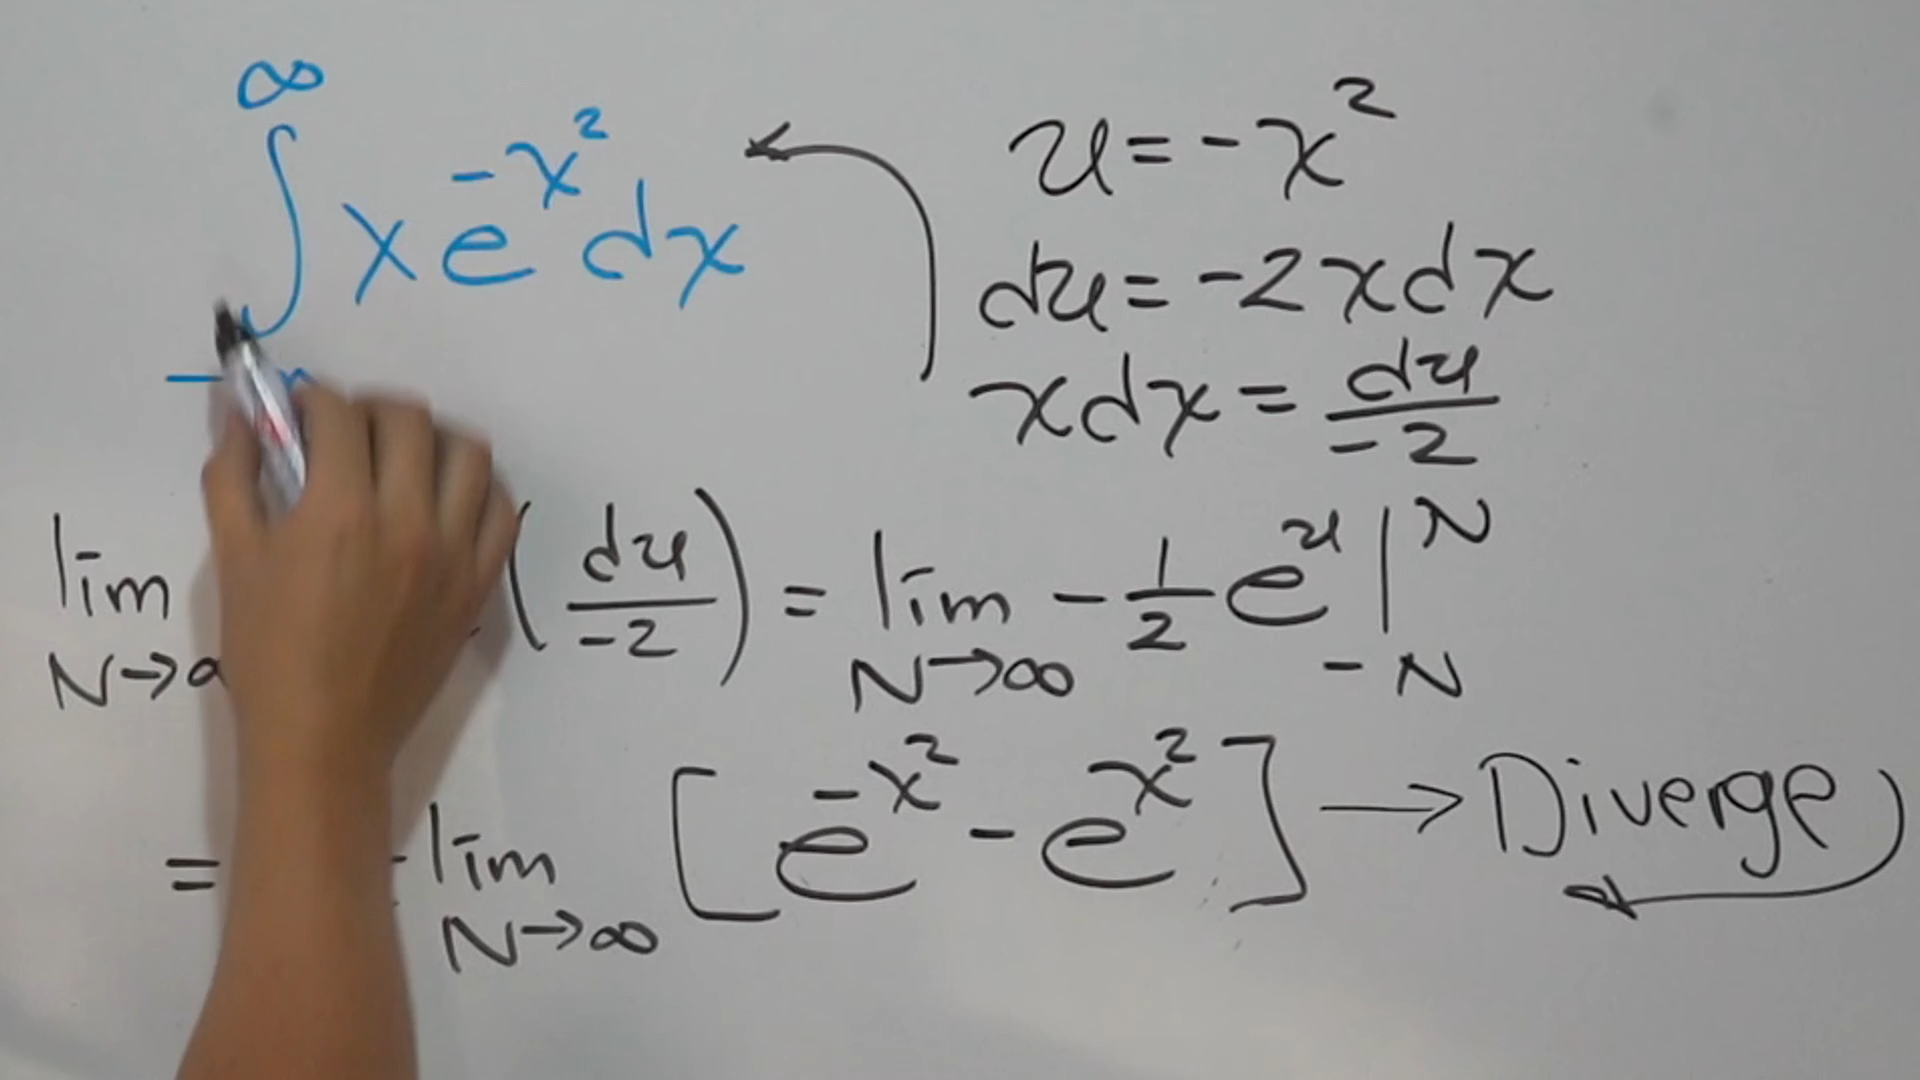 ∞
∫ x e^{-x²} dx
-
u = -x²
du = -2x dx
x dx = du/-2
lim N→ (du/-2) = lim N→∞ -1/2 e^u |_{-N}^{N}
= lim N→∞ [e^{-x²} - e^{x²}] → Diverge